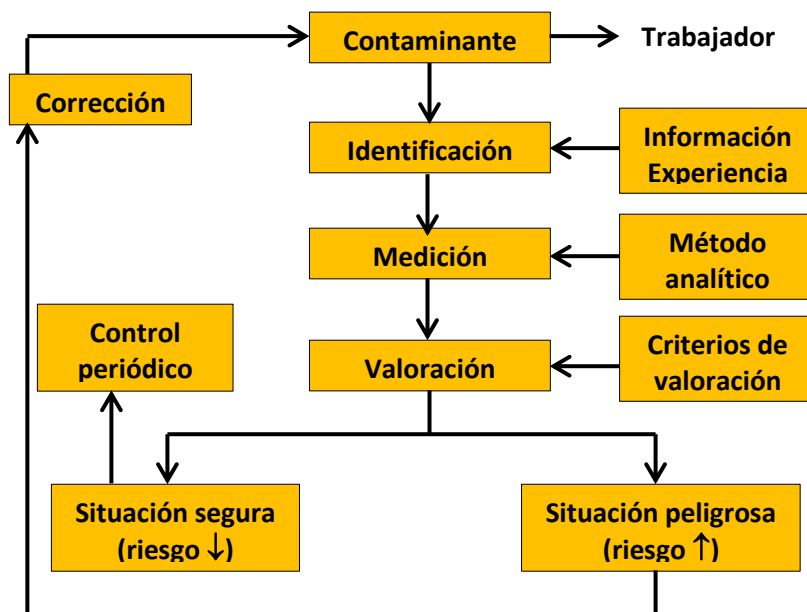 Contaminante
Trabajador
Corrección
Identificación
Información
Experiencia
Medición
Método
analítico
Control
periódico
Valoración
Criterios de
valoración
Situación segura
(riesgo ↓)
Situación peligrosa
(riesgo ↑)